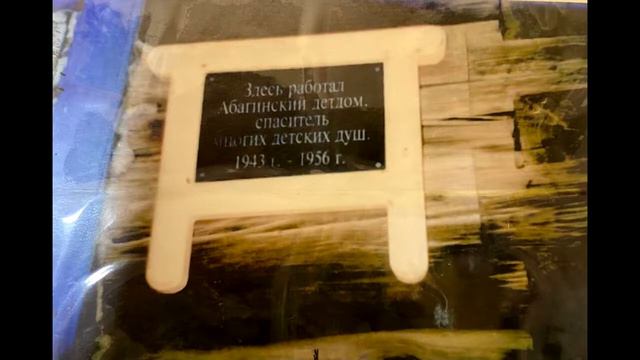 Здесь работал
Абагинский детдом,
спаситель
многих детских душ.
1943 г. - 1956 г.